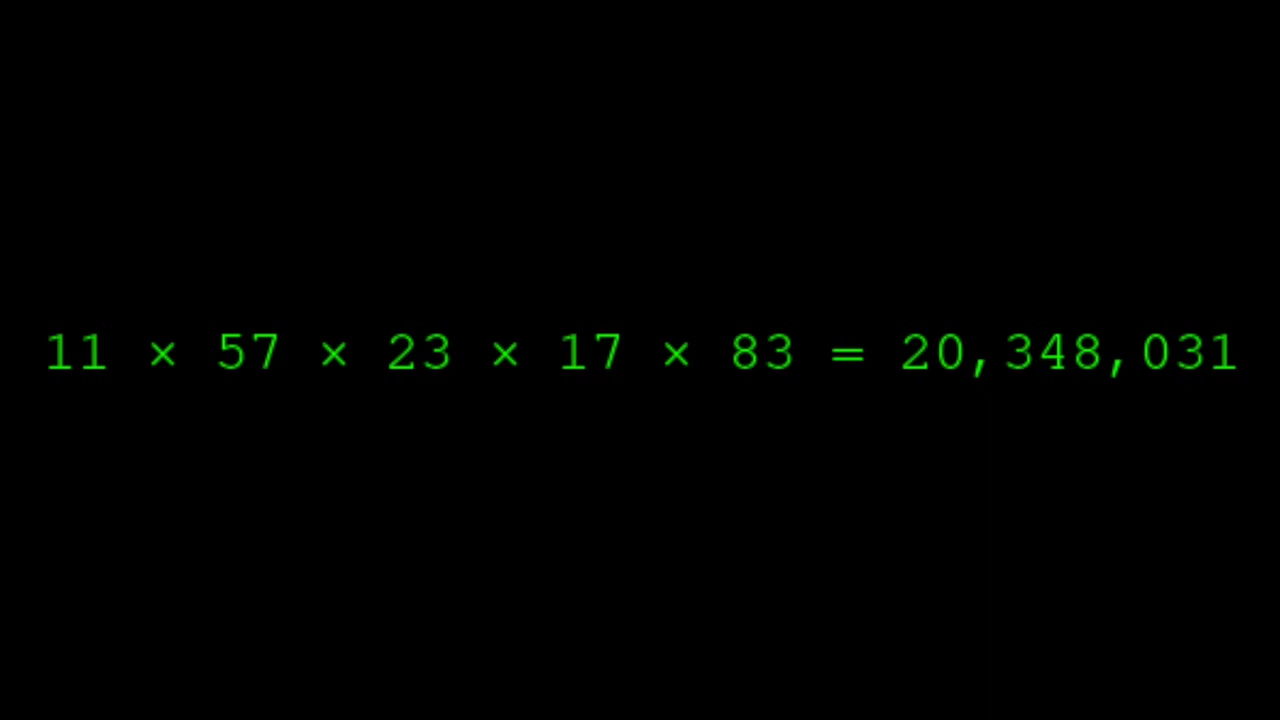 11 × 57 × 23 × 17 × 83 = 20,348,031